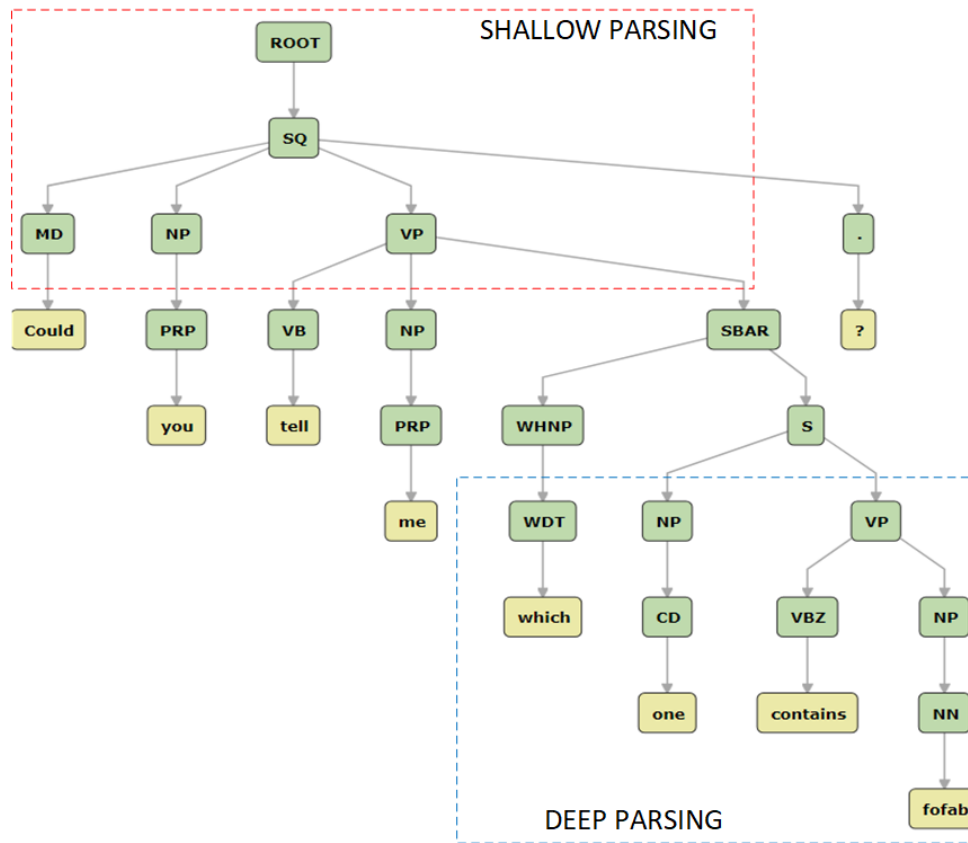 SHALLOW PARSING
ROOT
SQ
MD NP VP .
Could PRP VB NP SBAR ?
you tell PRP WHNP S
me WDT NP VP
which CD VBZ NP
one contains NN
fofab
DEEP PARSING